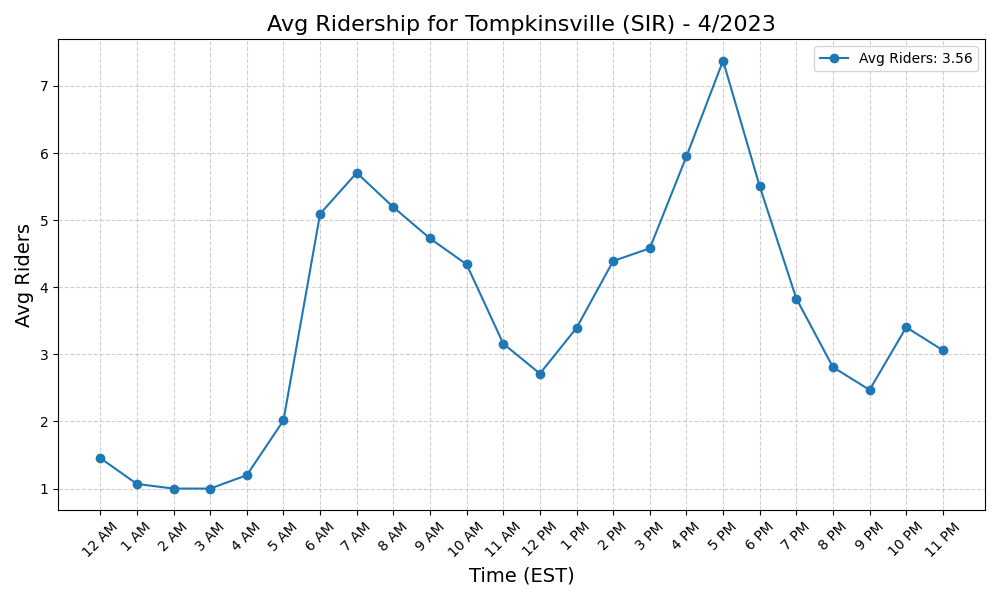 Avg Ridership for Tompkinsville (SIR) - 4/2023
Avg Riders: 3.56
Avg Riders
7
6
5
4
3
2
1
12 AM
1 AM
2 AM
3 AM
4 AM
5 AM
6 AM
7 AM
8 AM
9 AM
10 AM
11 AM
12 PM
1 PM
2 PM
3 PM
4 PM
5 PM
6 PM
7 PM
8 PM
9 PM
10 PM
11 PM
Time (EST)